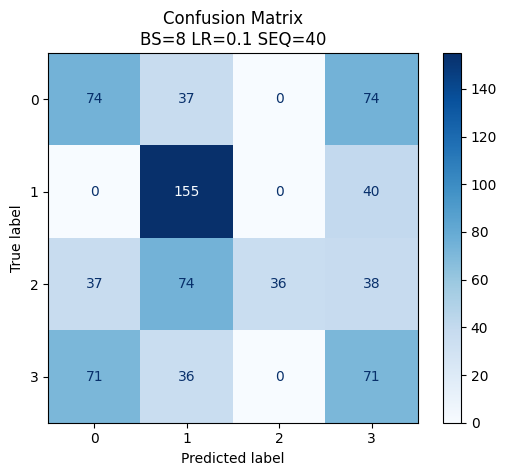 Confusion Matrix
BS=8 LR=0.1 SEQ=40
0 74 37 0 74
1 0 155 0 40
2 37 74 36 38
3 71 36 0 71
0 1 2 3
True label
Predicted label
140
120
100
80
60
40
20
0